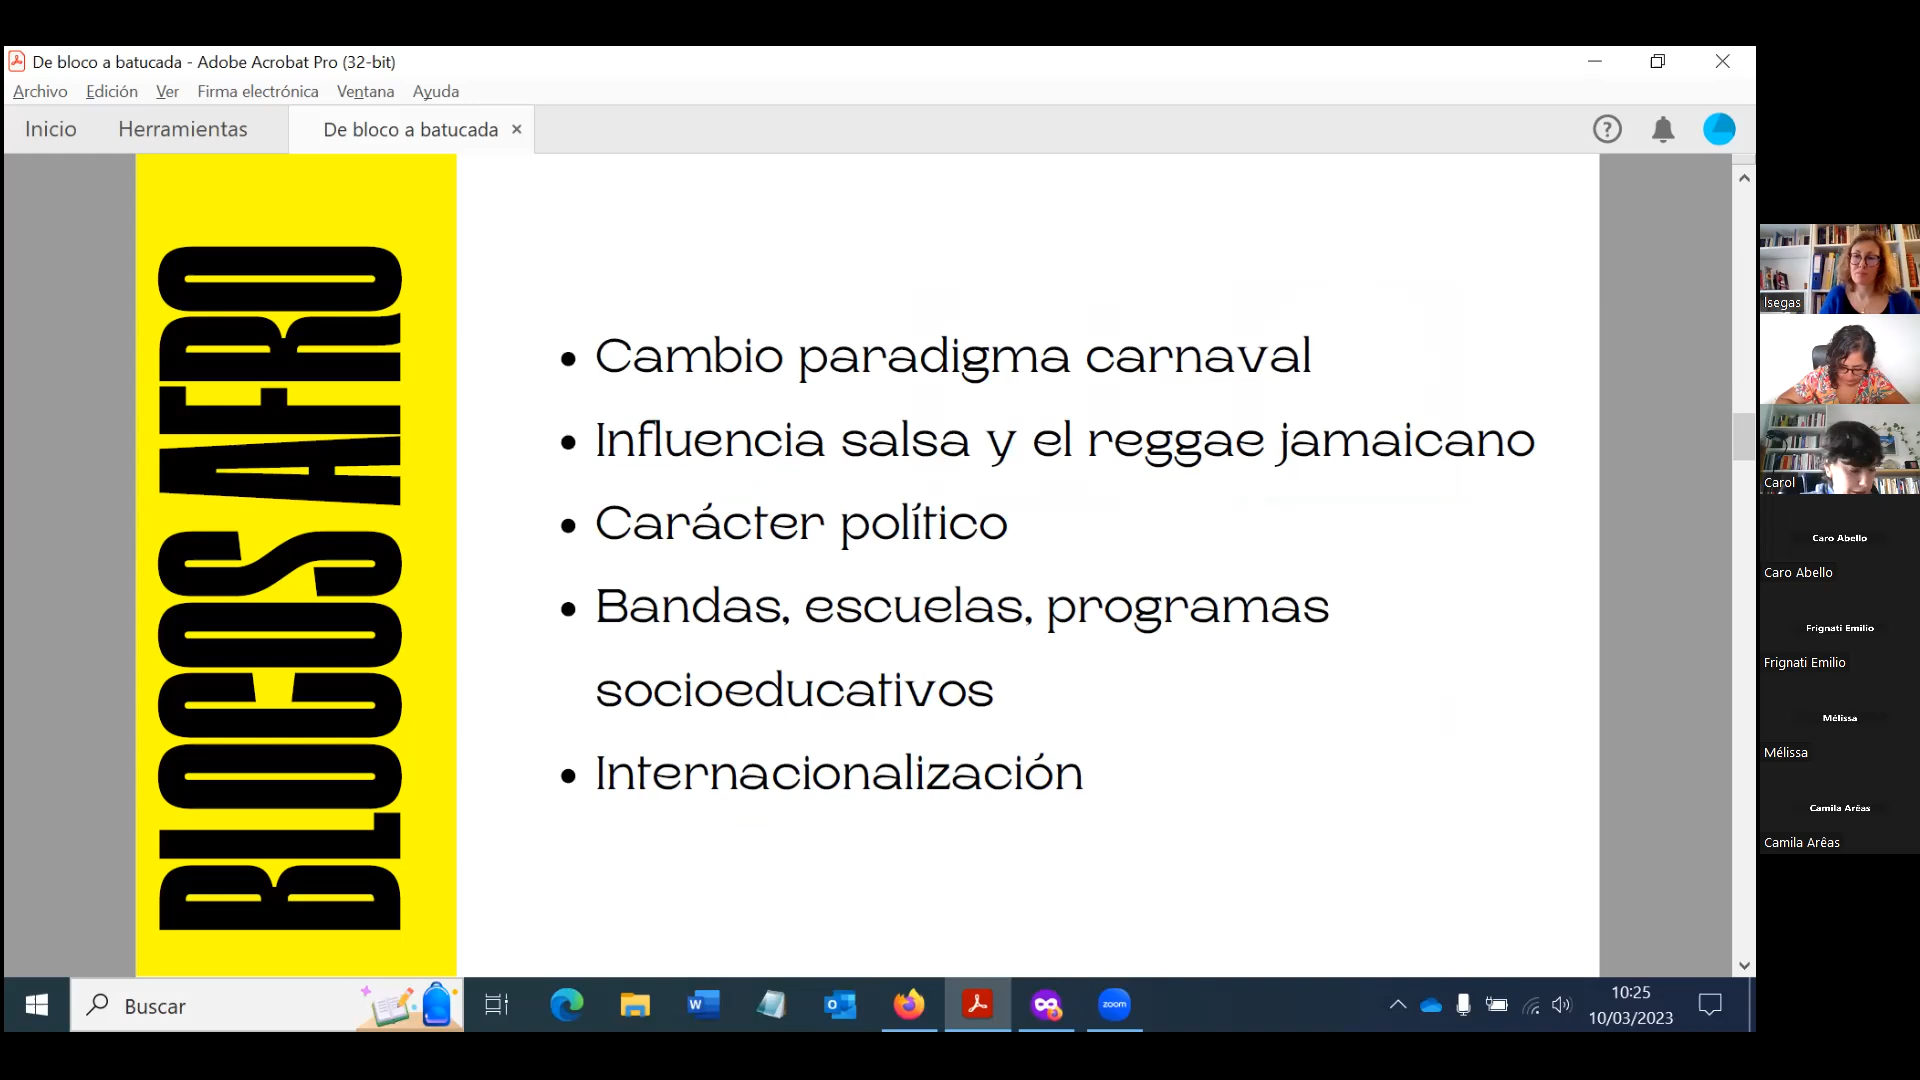 De bloco a batucada - Adobe Acrobat Pro (32-bit)
Archivo Edición Ver Firma electrónica Ventana Ayuda
Inicio Herramientas De bloco a batucada
BLOCOS AFRO
• Cambio paradigma carnaval
• Influencia salsa y el reggae jamaicano
• Carácter político
• Bandas, escuelas, programas
socioeducativos
• Internacionalización
lsegas
Carol
Caro Abello
Caro Abello
Frignati Emilio
Frignati Emilio
Mélissa
Mélissa
Camila Arêas
Camila Arêas
Buscar
zoom
10:25
10/03/2023